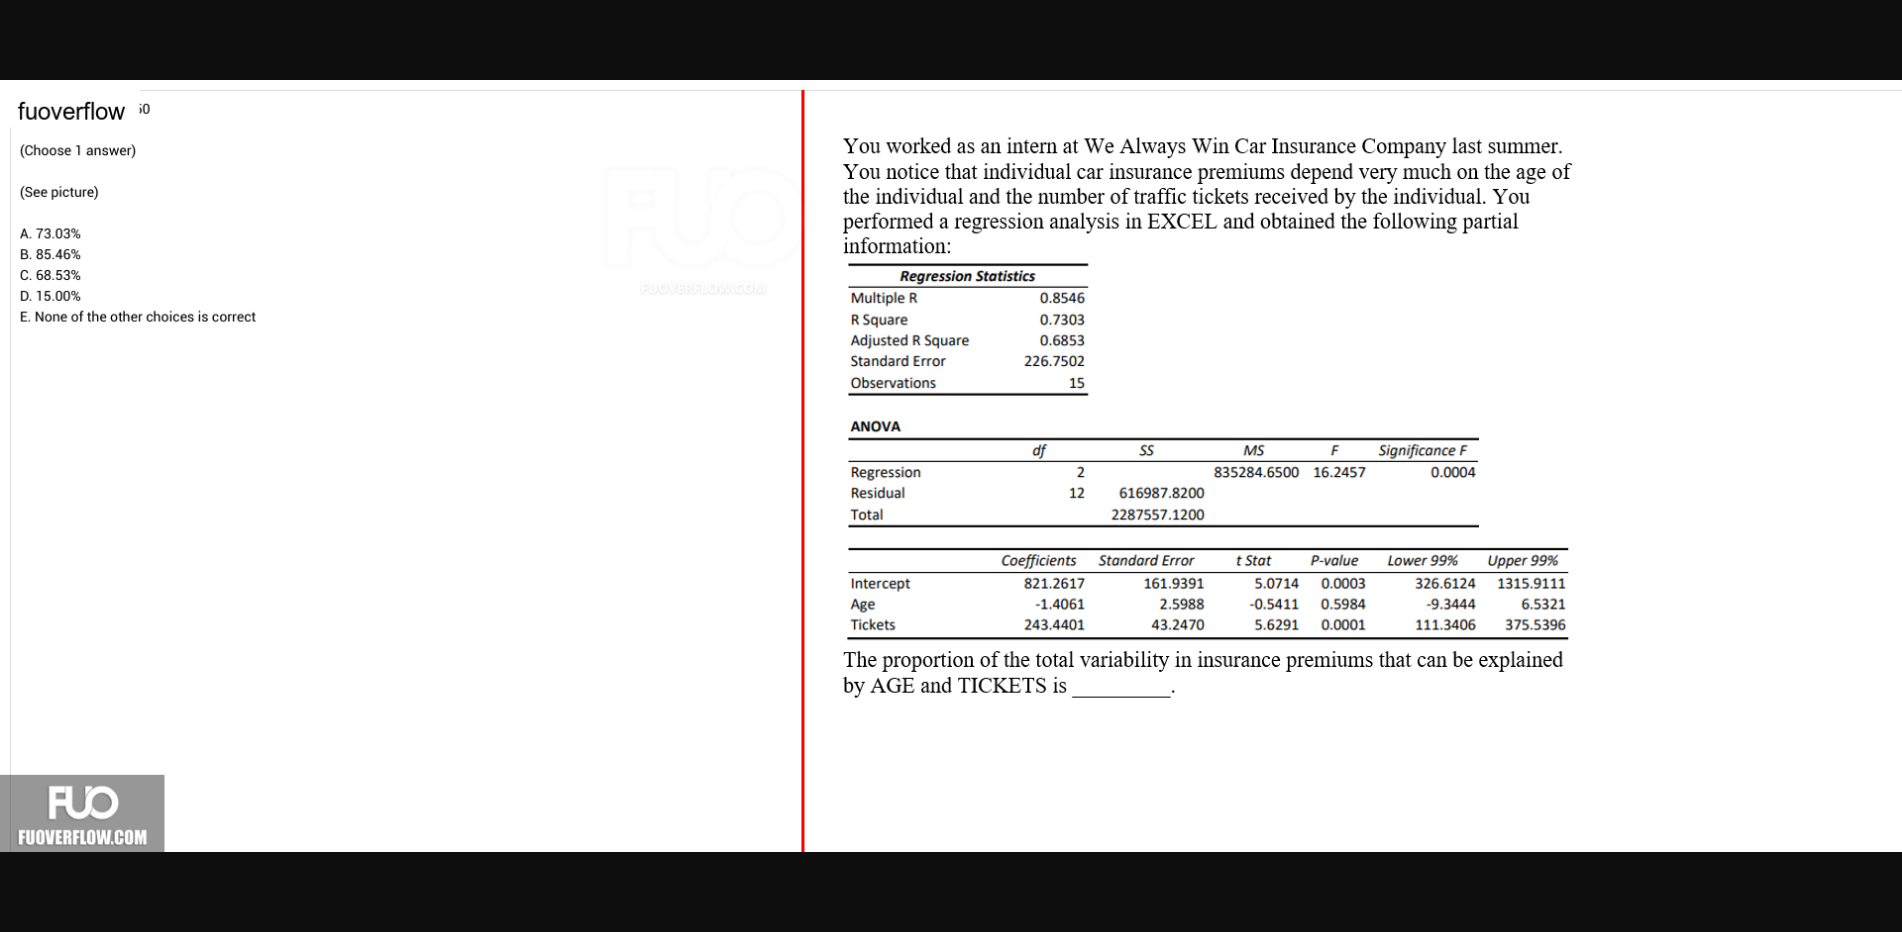 fuoverflow
(Choose 1 answer)
(See picture)
A. 73.03%
B. 85.46%
C. 68.53%
D. 15.00%
E. None of the other choices is correct
FUO
FUOVERFLOW.COM
You worked as an intern at We Always Win Car Insurance Company last summer.
You notice that individual car insurance premiums depend very much on the age of
the individual and the number of traffic tickets received by the individual. You
performed a regression analysis in EXCEL and obtained the following partial
information:
Regression Statistics
Multiple R 0.8546
R Square 0.7303
Adjusted R Square 0.6853
Standard Error 226.7502
Observations 15
ANOVA
df SS MS F Significance F
Regression 2 835284.6500 16.2457 0.0004
Residual 12 616987.8200
Total 2287557.1200
Coefficients Standard Error t Stat P-value Lower 99% Upper 99%
Intercept 821.2617 161.9391 5.0714 0.0003 326.6124 1315.9111
Age -1.4061 2.5988 -0.5411 0.5984 -9.3444 6.5321
Tickets 243.4401 43.2470 5.6291 0.0001 111.3406 375.5396
The proportion of the total variability in insurance premiums that can be explained
by AGE and TICKETS is _________.
FUO
FUOVERFLOW.COM